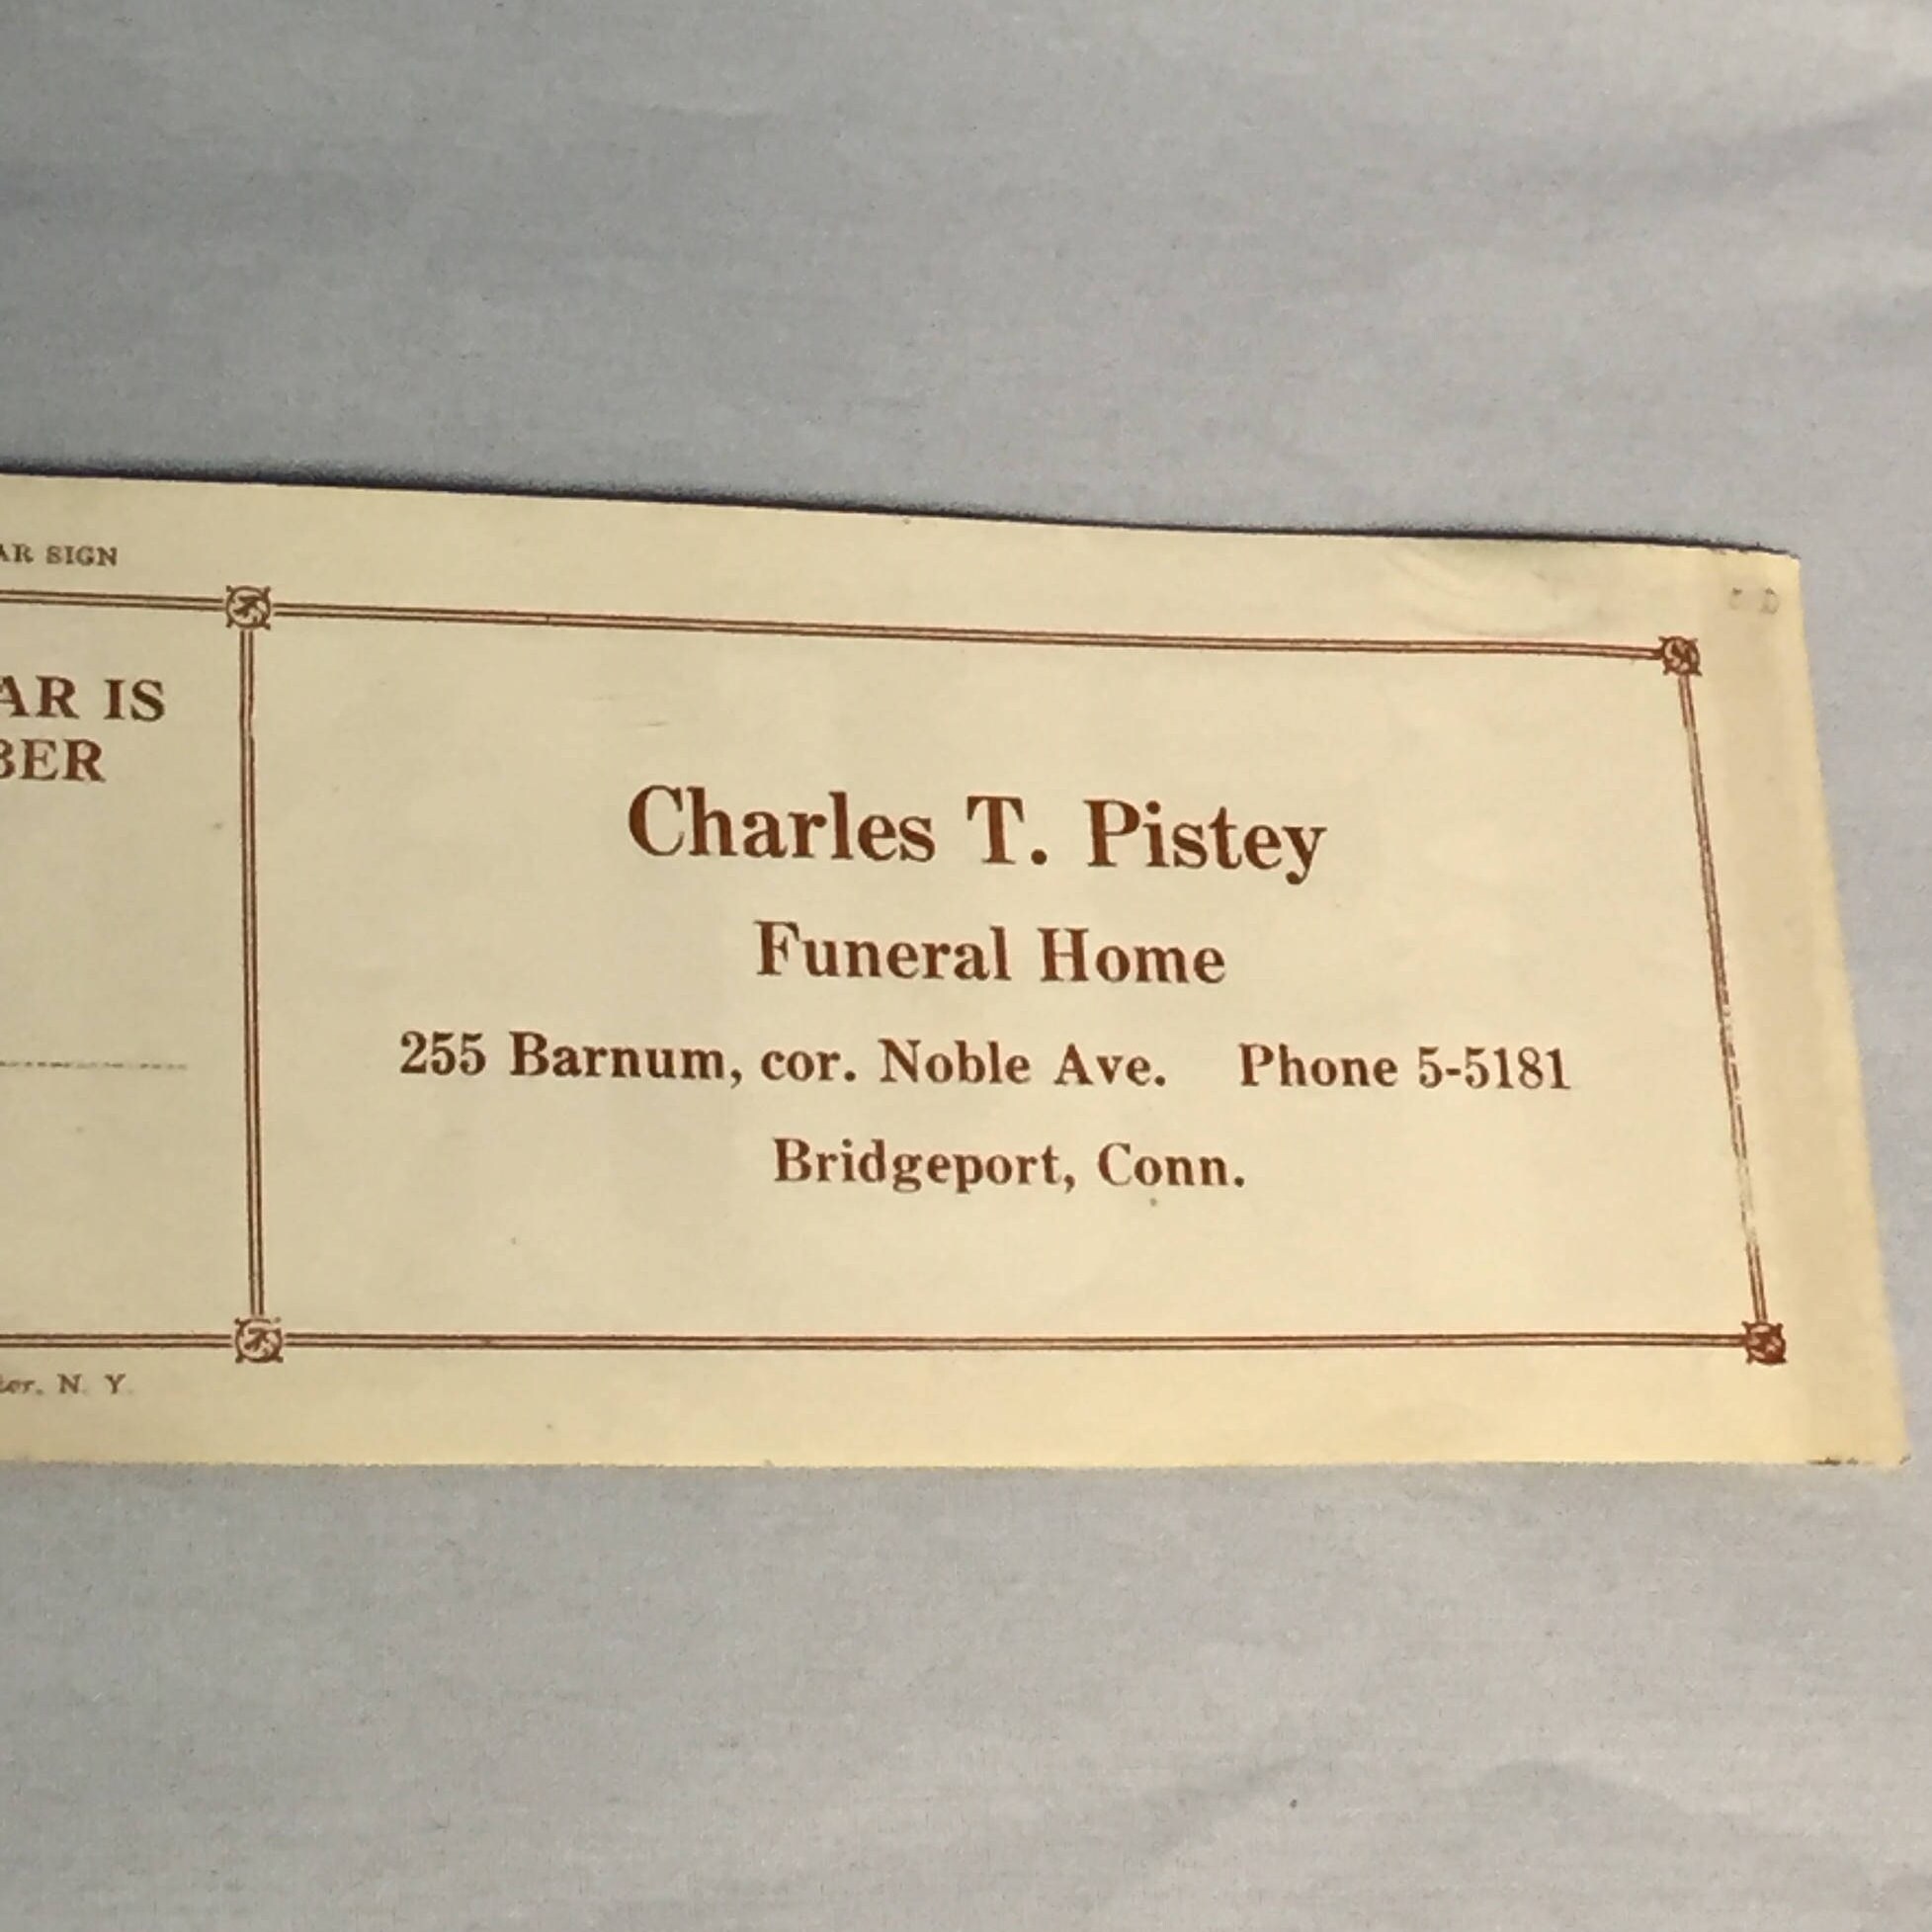 AR SIGN
AR IS
BER
Charles T. Pistey
Funeral Home
255 Barnum, cor. Noble Ave. Phone 5-5181
Bridgeport, Conn.
ter, N. Y.